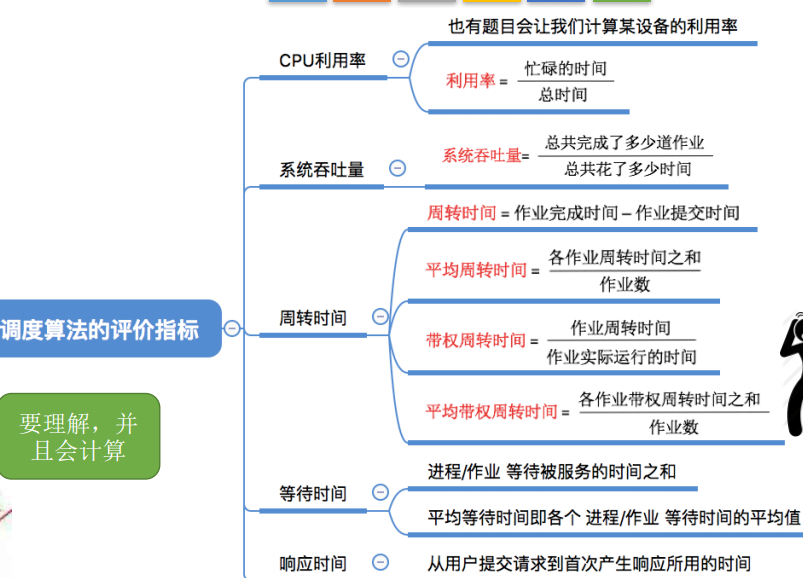 也有题目会让我们计算某设备的利用率
CPU利用率
利用率 = 忙碌的时间
总时间
系统吞吐量
系统吞吐量= 总共完成了多少道作业
总共花了多少时间
周转时间 = 作业完成时间 – 作业提交时间
平均周转时间 = 各作业周转时间之和
作业数
周转时间
调度算法的评价指标
带权周转时间 = 作业周转时间
作业实际运行的时间
平均带权周转时间 = 各作业带权周转时间之和
作业数
要理解，并
且会计算
等待时间
进程/作业 等待被服务的时间之和
平均等待时间即各个 进程/作业 等待时间的平均值
响应时间
从用户提交请求到首次产生响应所用的时间